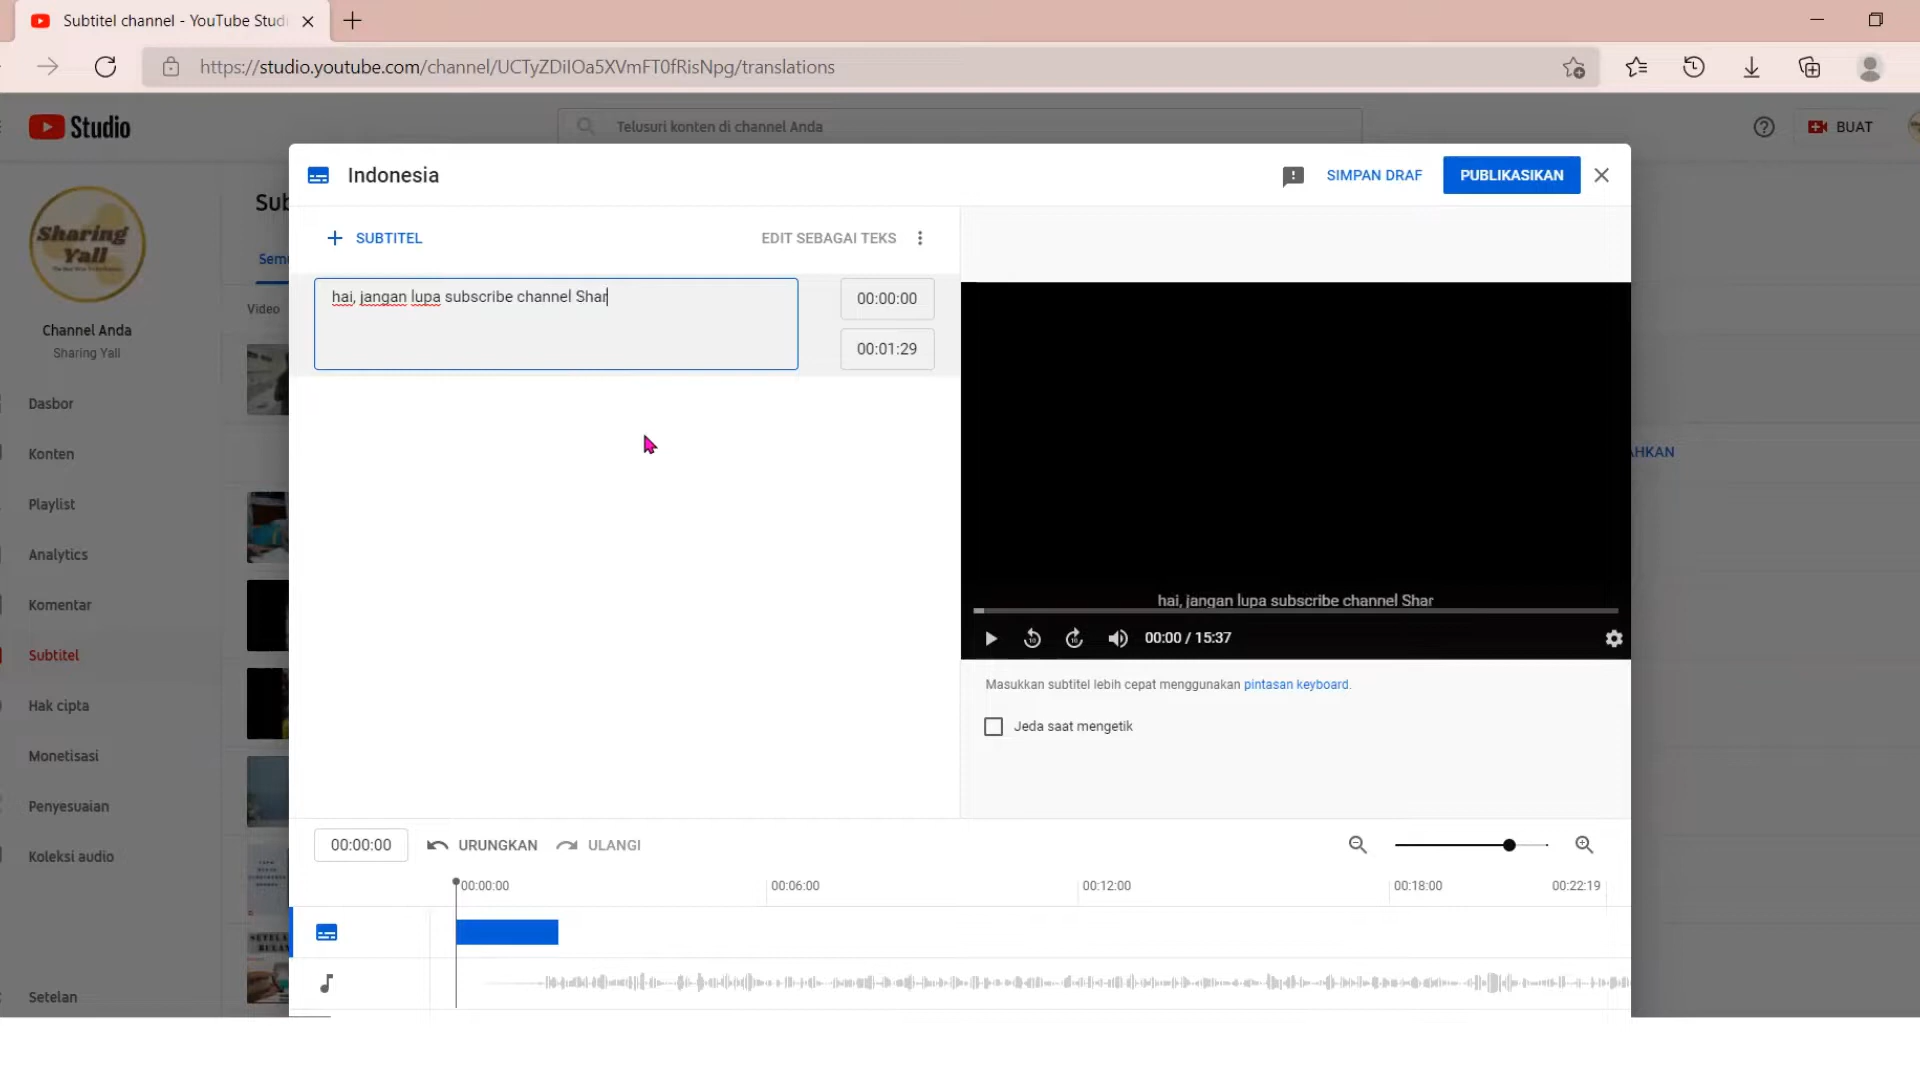 Subtitel channel - YouTube Studi
https://studio.youtube.com/channel/UCTyZDiIOa5XVmFT0fRisNpg/translations
Studio
Telusuri konten di channel Anda
BUAT
Indonesia
SIMPAN DRAF
PUBLIKASIKAN
Sub
Sharing
Yall
SUBTITEL
EDIT SEBAGAI TEKS
Semu
hai, jangan lupa subscribe channel Shar
00:00:00
00:01:29
Video
Channel Anda
Sharing Yall
Dasbor
Konten
AHKAN
Playlist
Analytics
Komentar
hai, jangan lupa subscribe channel Shar
00:00 / 15:37
Subtitel
Masukkan subtitel lebih cepat menggunakan pintasan keyboard.
Hak cipta
Jeda saat mengetik
Monetisasi
Penyesuaian
00:00:00
URUNGKAN
ULANGI
Koleksi audio
00:00:00
00:06:00
00:12:00
00:18:00
00:22:19
Setelan